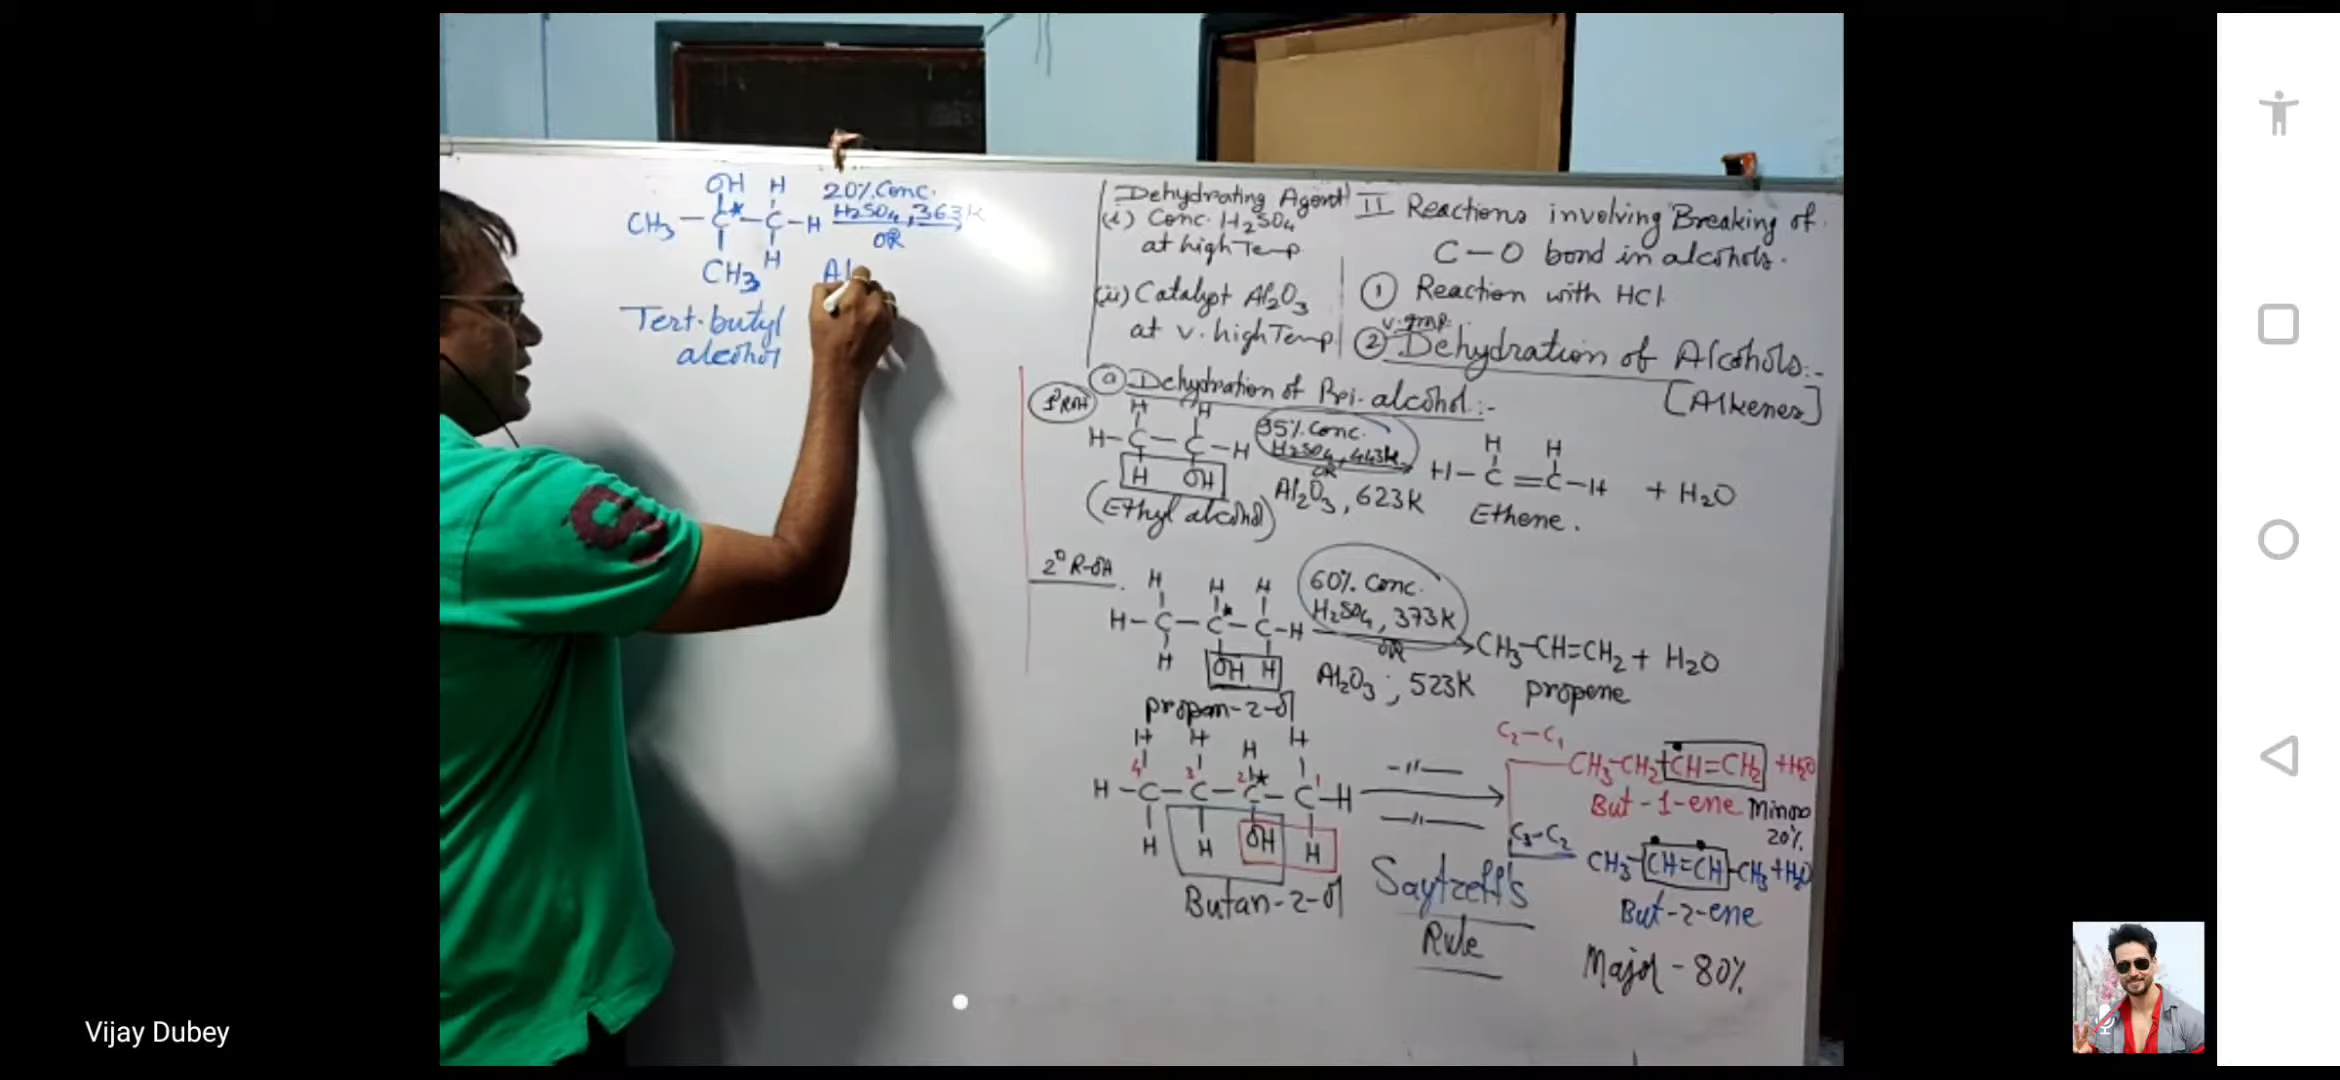 OH H 20% Conc.
CH3 — C* — C — H H2SO4, 363K
OR
CH3 H Al
Tert-butyl
alcohol
Dehydrating Agent
(i) Conc. H2SO4
at high Temp
(ii) Catalyst Al2O3
at v. high Temp
II Reactions involving Breaking of
C — O bond in alcohols.
① Reaction with HCl
v. Imp.
② Dehydration of Alcohols:-
[Alkenes]
ⓐ Dehydration of Pri-alcohol:-
1° ROH
H H 95% Conc. H H
H — C — C — H H2SO4, 443K H — C = C — H + H2O
OR
H OH Al2O3, 623K Ethene.
(Ethyl alcohol)
2° R-OH
H H H 60% Conc.
H — C — C* — C — H H2SO4, 373K CH3-CH=CH2 + H2O
OR
H OH H Al2O3, 523K propene
propan-2-ol
H H H H C2-C1
4 3 2 1 CH3-CH2-CH=CH2 + H2O
H — C — C — C* — C — H —"— But-1-ene Minor
—"— 20%
H H OH H C3-C2 CH3-CH=CH-CH3 + H2O
Butan-2-ol Saytzeff's But-2-ene
Rule Major - 80%
Vijay Dubey